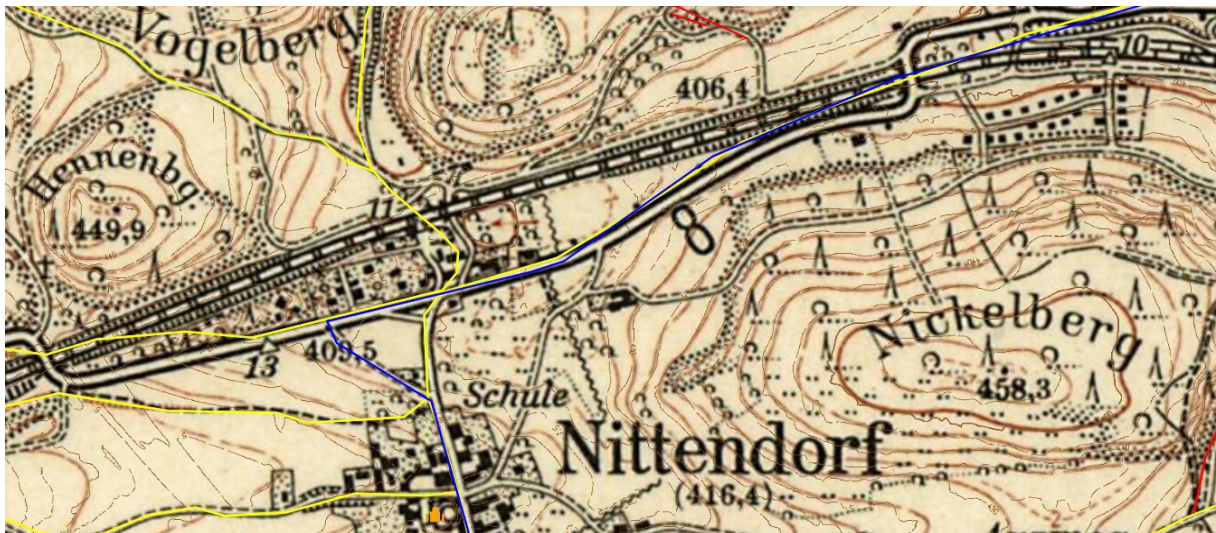 Vogelberg
10
406,4
Hennenbg
11
449,9
8
Nickelberg
409,5
13
458,3
Schule
Nittendorf
(416,4)